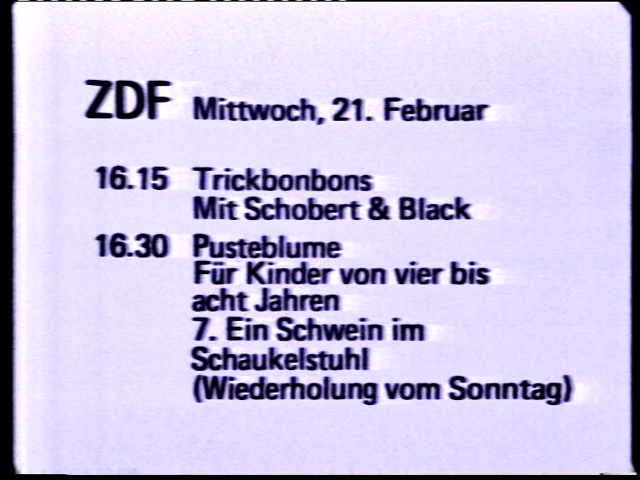 ZDF Mittwoch, 21. Februar
16.15 Trickbonbons
Mit Schobert & Black
16.30 Pusteblume
Für Kinder von vier bis
acht Jahren
7. Ein Schwein im
Schaukelstuhl
(Wiederholung vom Sonntag)